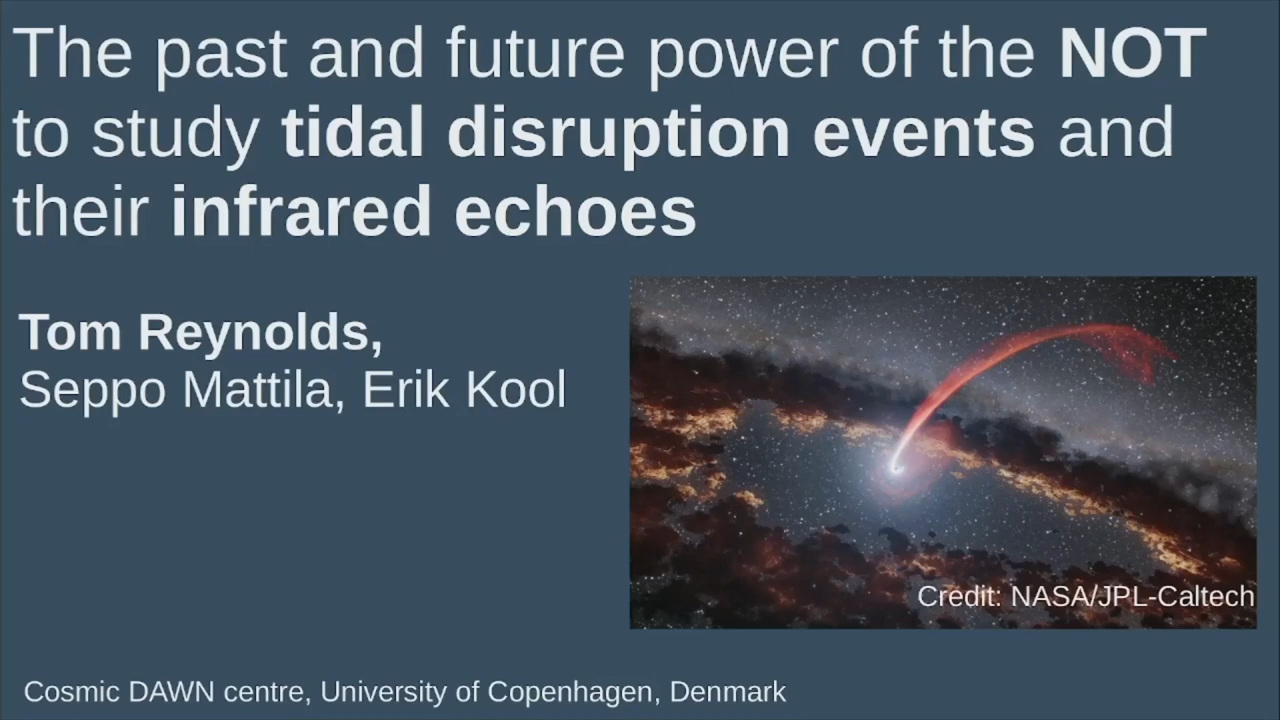 The past and future power of the NOT
to study tidal disruption events and
their infrared echoes
Tom Reynolds,
Seppo Mattila, Erik Kool
Credit: NASA/JPL-Caltech
Cosmic DAWN centre, University of Copenhagen, Denmark